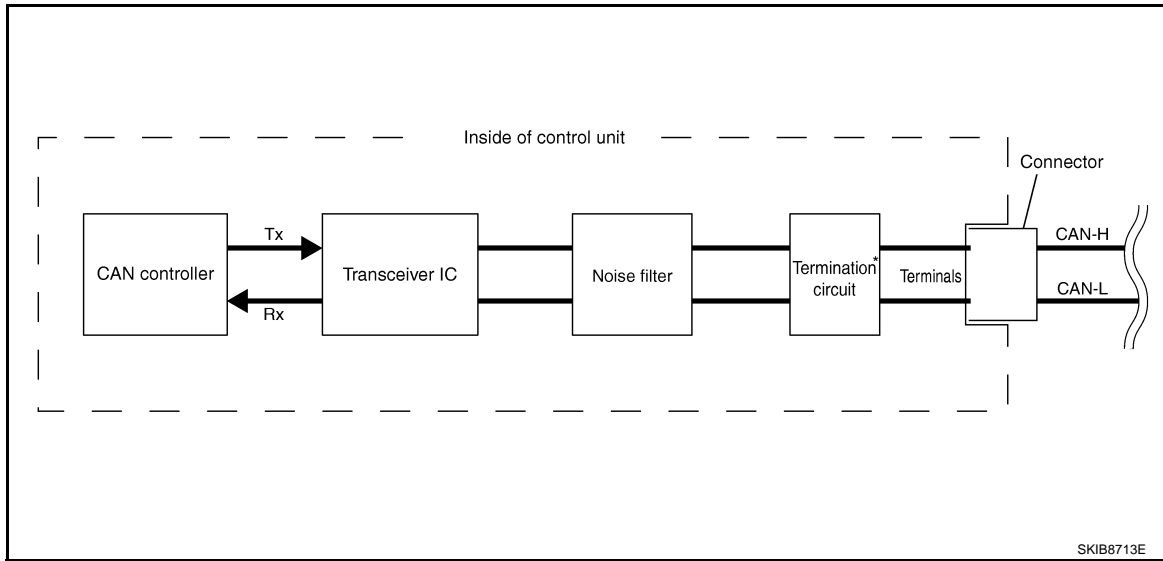 Inside of control unit
Connector
CAN controller
Tx
Rx
Transceiver IC
Noise filter
Termination*
circuit
Terminals
CAN-H
CAN-L
SKIB8713E